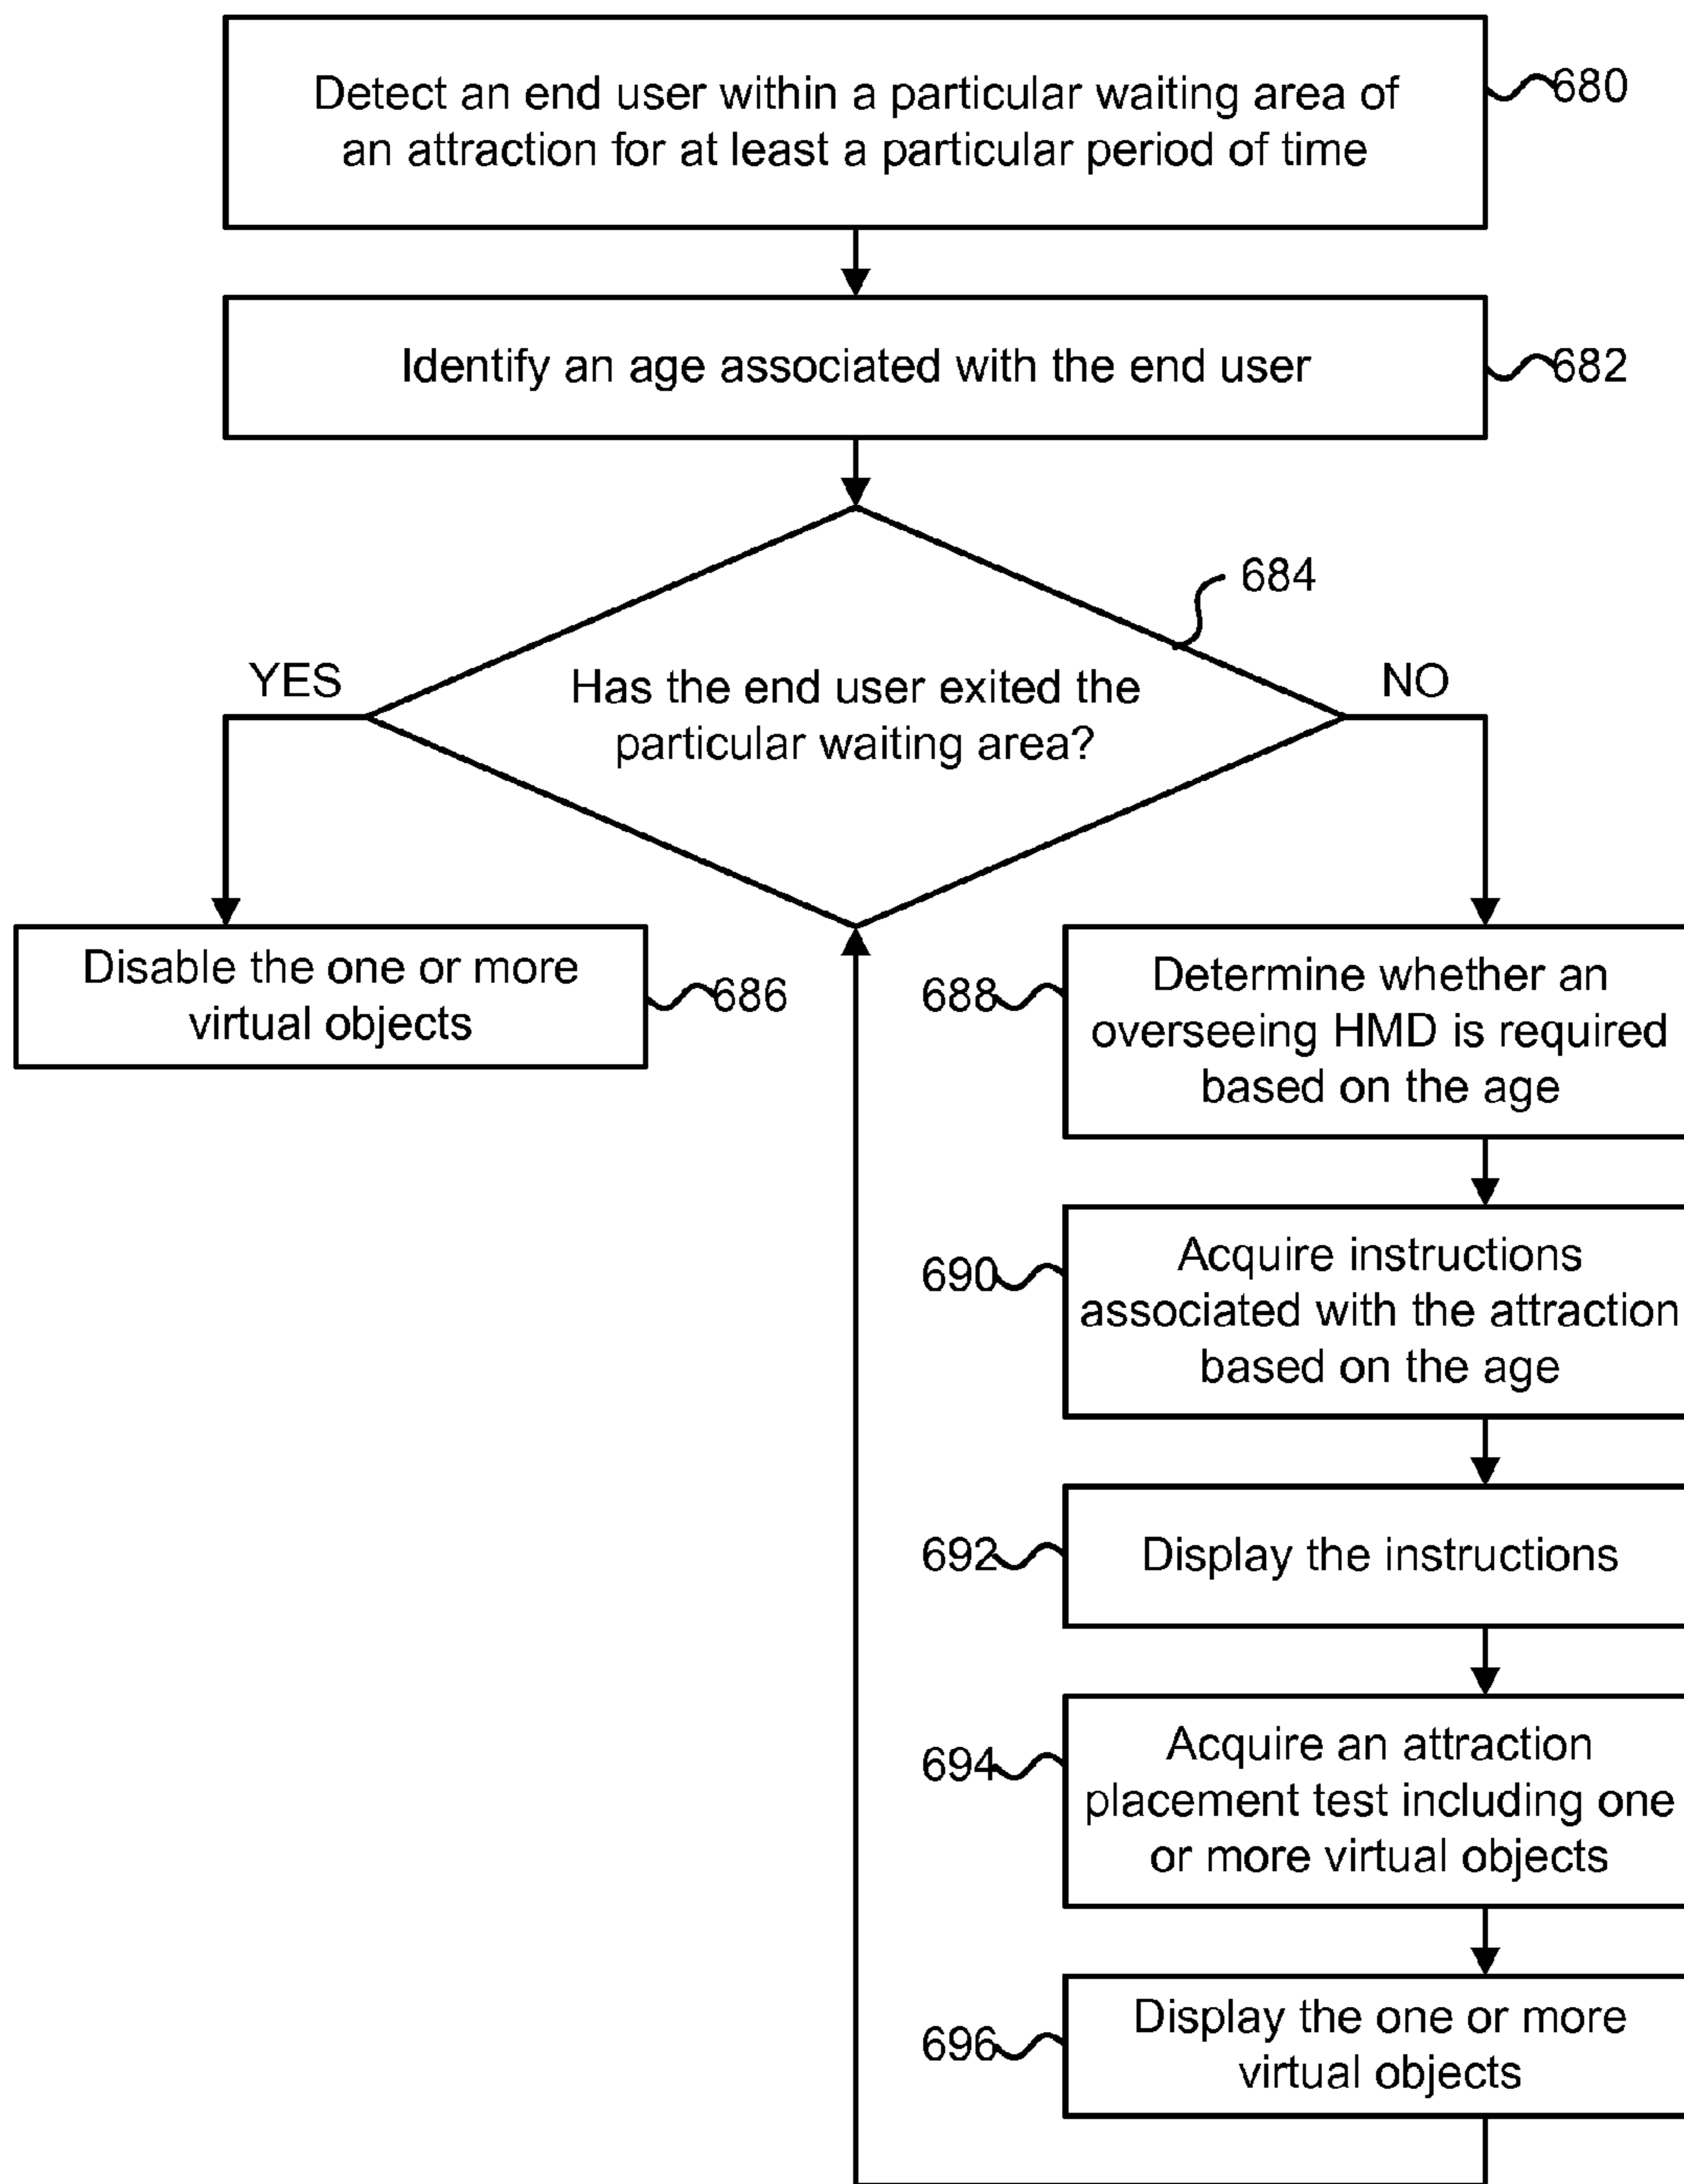 Detect an end user within a particular waiting area of
an attraction for at least a particular period of time
680
Identify an age associated with the end user
682
684
YES
Has the end user exited the
particular waiting area?
NO
Disable the one or more
virtual objects
686
688
Determine whether an
overseeing HMD is required
based on the age
690
Acquire instructions
associated with the attraction
based on the age
692
Display the instructions
694
Acquire an attraction
placement test including one
or more virtual objects
696
Display the one or more
virtual objects